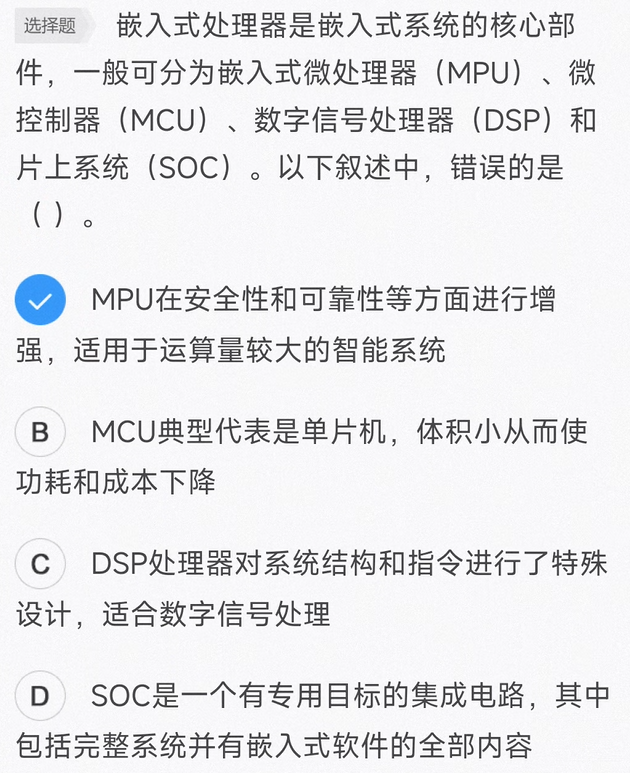 选择题 嵌入式处理器是嵌入式系统的核心部
件，一般可分为嵌入式微处理器（MPU）、微
控制器（MCU）、数字信号处理器（DSP）和
片上系统（SOC）。以下叙述中，错误的是
（ ）。
MPU在安全性和可靠性等方面进行增
强，适用于运算量较大的智能系统
B MCU典型代表是单片机，体积小从而使
功耗和成本下降
C DSP处理器对系统结构和指令进行了特殊
设计，适合数字信号处理
D SOC是一个有专用目标的集成电路，其中
包括完整系统并有嵌入式软件的全部内容